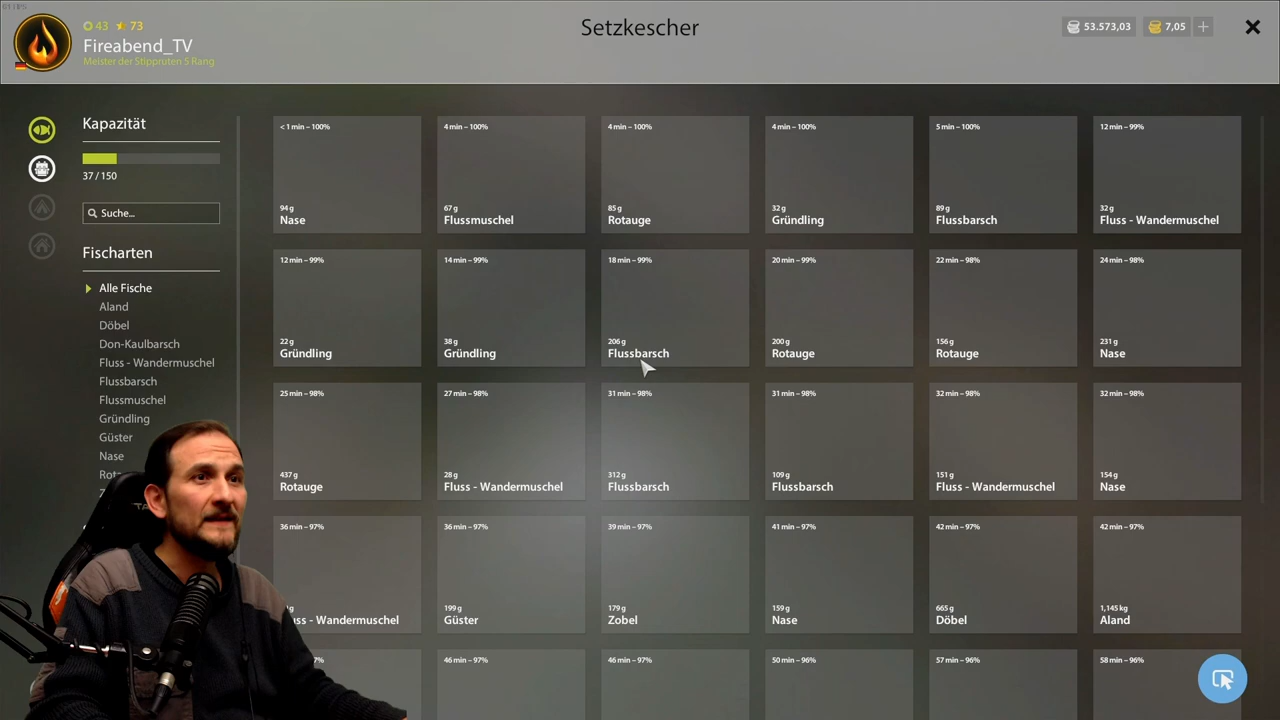 43 73
Fireabend_TV
Meister der Stippruten 5 Rang
Setzkescher
53.573,03 7,05 +
Kapazität
37 / 150
Suche...
Fischarten
Alle Fische
Aland
Döbel
Don-Kaulbarsch
Fluss - Wandermuschel
Flussbarsch
Flussmuschel
Gründling
Güster
Nase
< 1 min – 100%
94 g
Nase
4 min – 100%
67 g
Flussmuschel
4 min – 100%
85 g
Rotauge
4 min – 100%
32 g
Gründling
5 min – 100%
89 g
Flussbarsch
12 min – 99%
32 g
Fluss - Wandermuschel
12 min – 99%
22 g
Gründling
14 min – 99%
38 g
Gründling
18 min – 99%
206 g
Flussbarsch
20 min – 99%
200 g
Rotauge
22 min – 98%
156 g
Rotauge
24 min – 98%
231 g
Nase
25 min – 98%
437 g
Rotauge
27 min – 98%
28 g
Fluss - Wandermuschel
31 min – 98%
312 g
Flussbarsch
31 min – 98%
109 g
Flussbarsch
32 min – 98%
151 g
Fluss - Wandermuschel
32 min – 98%
154 g
Nase
36 min – 97%
g
uss - Wandermuschel
36 min – 97%
199 g
Güster
39 min – 97%
179 g
Zobel
41 min – 97%
159 g
Nase
42 min – 97%
665 g
Döbel
42 min – 97%
1,145 kg
Aland
7%
46 min – 97%
46 min – 97%
50 min – 96%
57 min – 96%
58 min – 96%